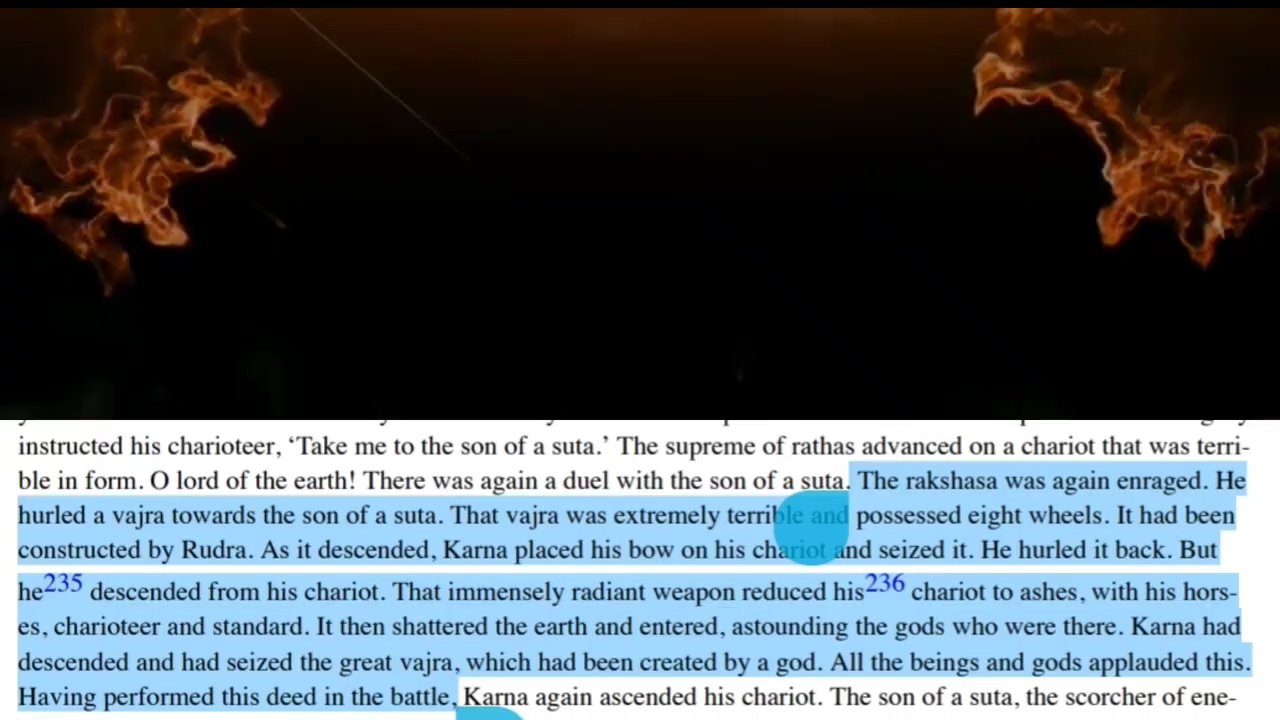 instructed his charioteer, ‘Take me to the son of a suta.’ The supreme of rathas advanced on a chariot that was terri-
ble in form. O lord of the earth! There was again a duel with the son of a suta. The rakshasa was again enraged. He
hurled a vajra towards the son of a suta. That vajra was extremely terrible and possessed eight wheels. It had been
constructed by Rudra. As it descended, Karna placed his bow on his chariot and seized it. He hurled it back. But
he235 descended from his chariot. That immensely radiant weapon reduced his236 chariot to ashes, with his hors-
es, charioteer and standard. It then shattered the earth and entered, astounding the gods who were there. Karna had
descended and had seized the great vajra, which had been created by a god. All the beings and gods applauded this.
Having performed this deed in the battle, Karna again ascended his chariot. The son of a suta, the scorcher of ene-